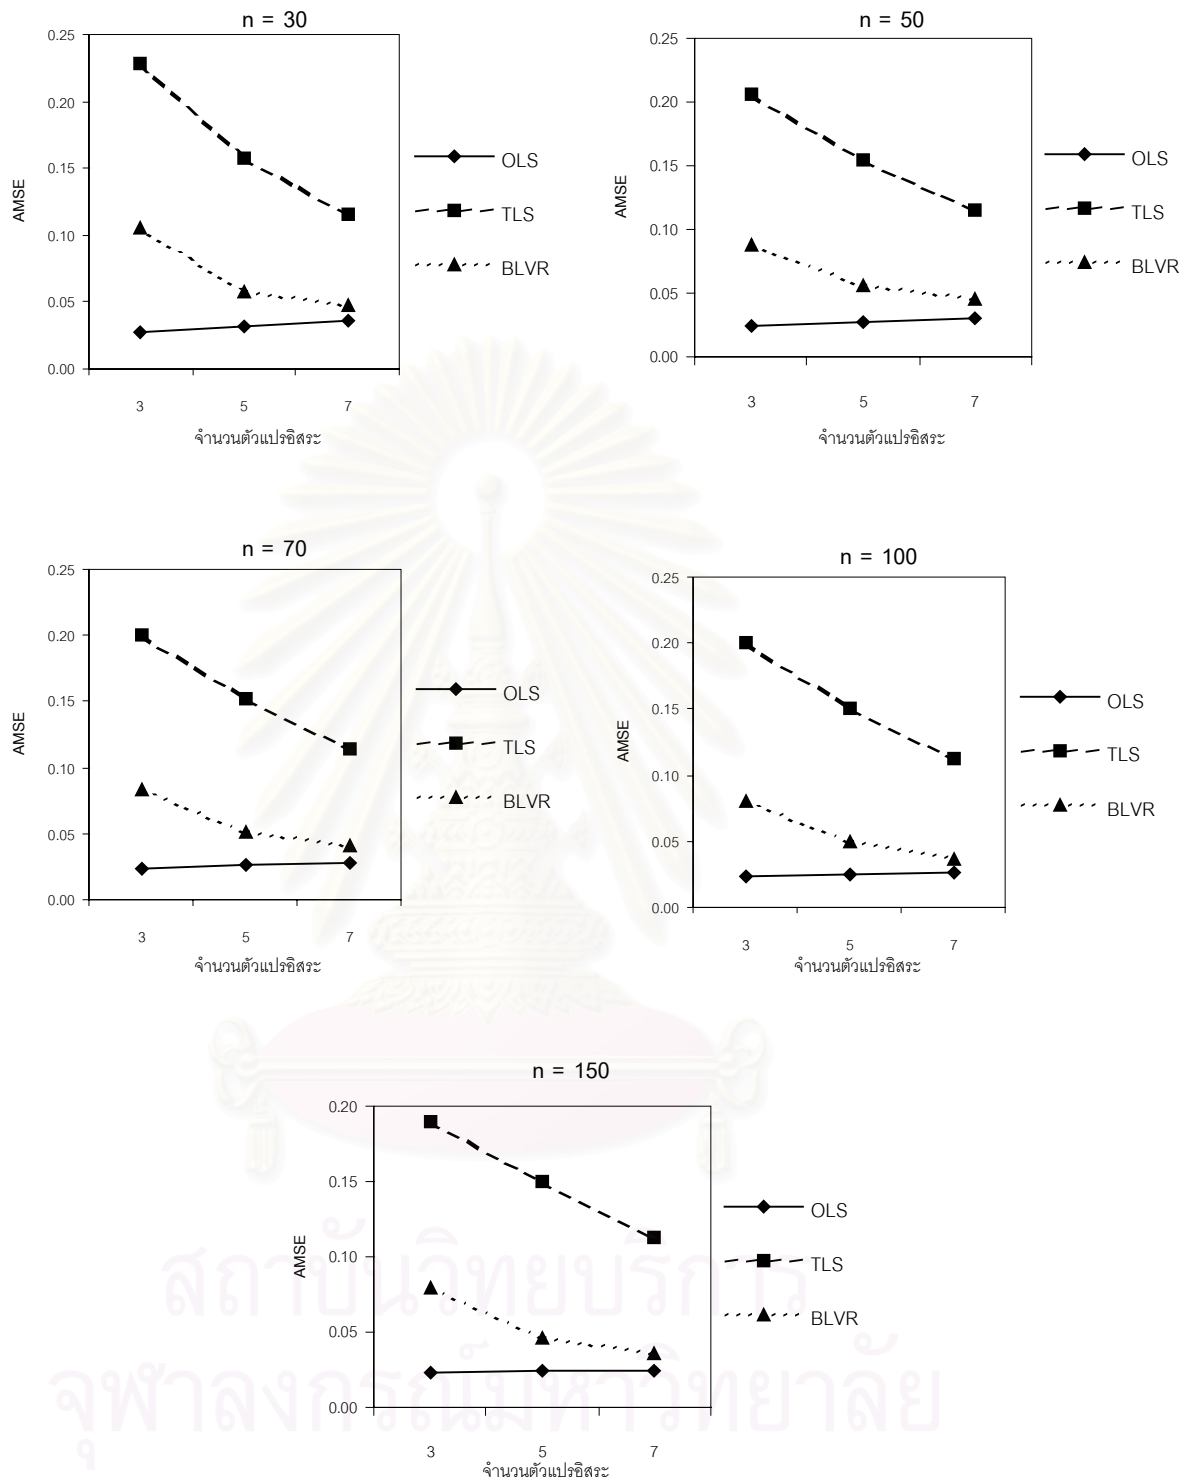 n = 30
0.25
0.20
0.15
0.10
0.05
0.00
AMSE
3 5 7
จำนวนตัวแปรอิสระ
OLS
TLS
BLVR
n = 50
0.25
0.20
0.15
0.10
0.05
0.00
AMSE
3 5 7
จำนวนตัวแปรอิสระ
OLS
TLS
BLVR
n = 70
0.25
0.20
0.15
0.10
0.05
0.00
AMSE
3 5 7
จำนวนตัวแปรอิสระ
OLS
TLS
BLVR
n = 100
0.25
0.20
0.15
0.10
0.05
0.00
AMSE
3 5 7
จำนวนตัวแปรอิสระ
OLS
TLS
BLVR
n = 150
0.20
0.15
0.10
0.05
0.00
AMSE
3 5 7
จำนวนตัวแปรอิสระ
OLS
TLS
BLVR
สถาบันวิทยบริการ
จุฬาลงกรณ์มหาวิทยาลัย